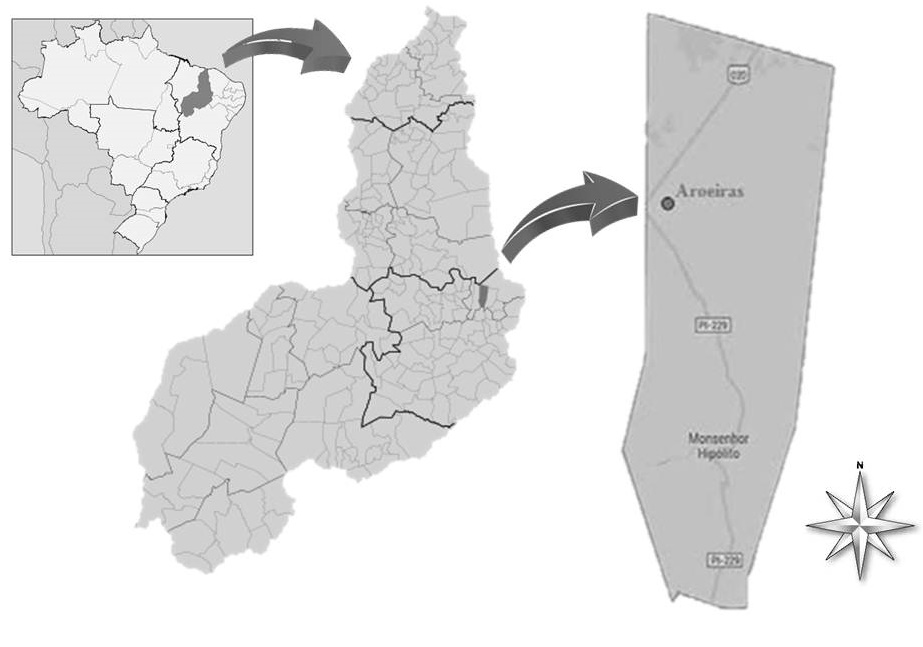 020
Aroeiras
PI-229
Monsenhor
Hipólito
PI-229
N